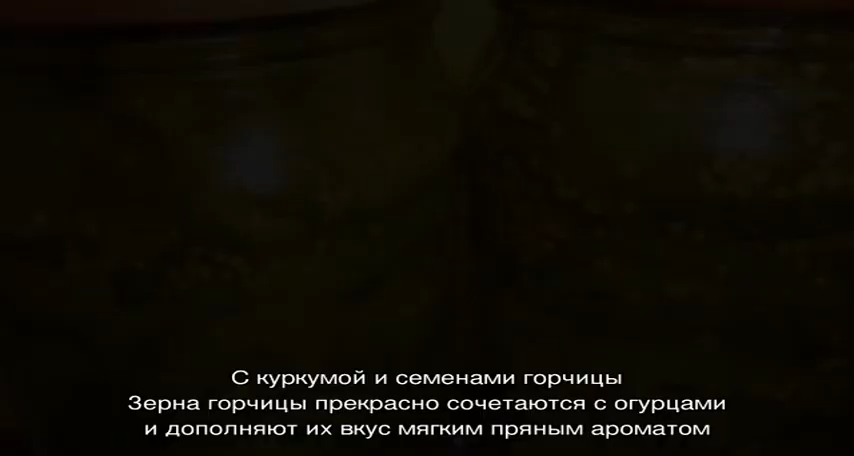 С куркумой и семенами горчицы
Зерна горчицы прекрасно сочетаются с огурцами
и дополняют их вкус мягким пряным ароматом